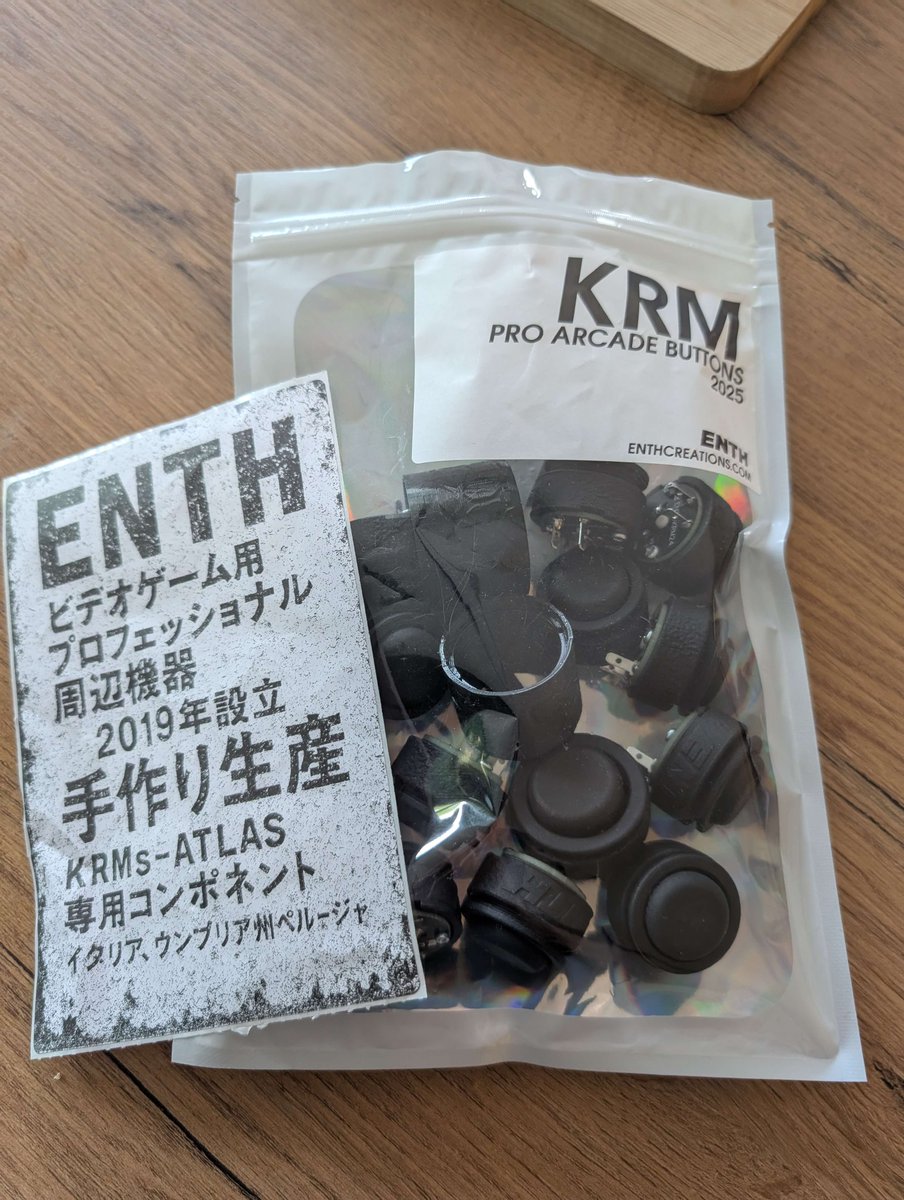 KRM
PRO ARCADE BUTTONS
2025
ENTH
ENTHCREATIONS.COM
ENTH
ビデオゲーム用
プロフェッショナル
周辺機器
2019年設立
手作り生産
KRMs-ATLAS
専用コンポネント
イタリア、ウンブリア州ペルージャ